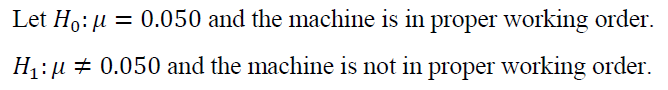 Let H₀: μ = 0.050 and the machine is in proper working order.
H₁: μ ≠ 0.050 and the machine is not in proper working order.